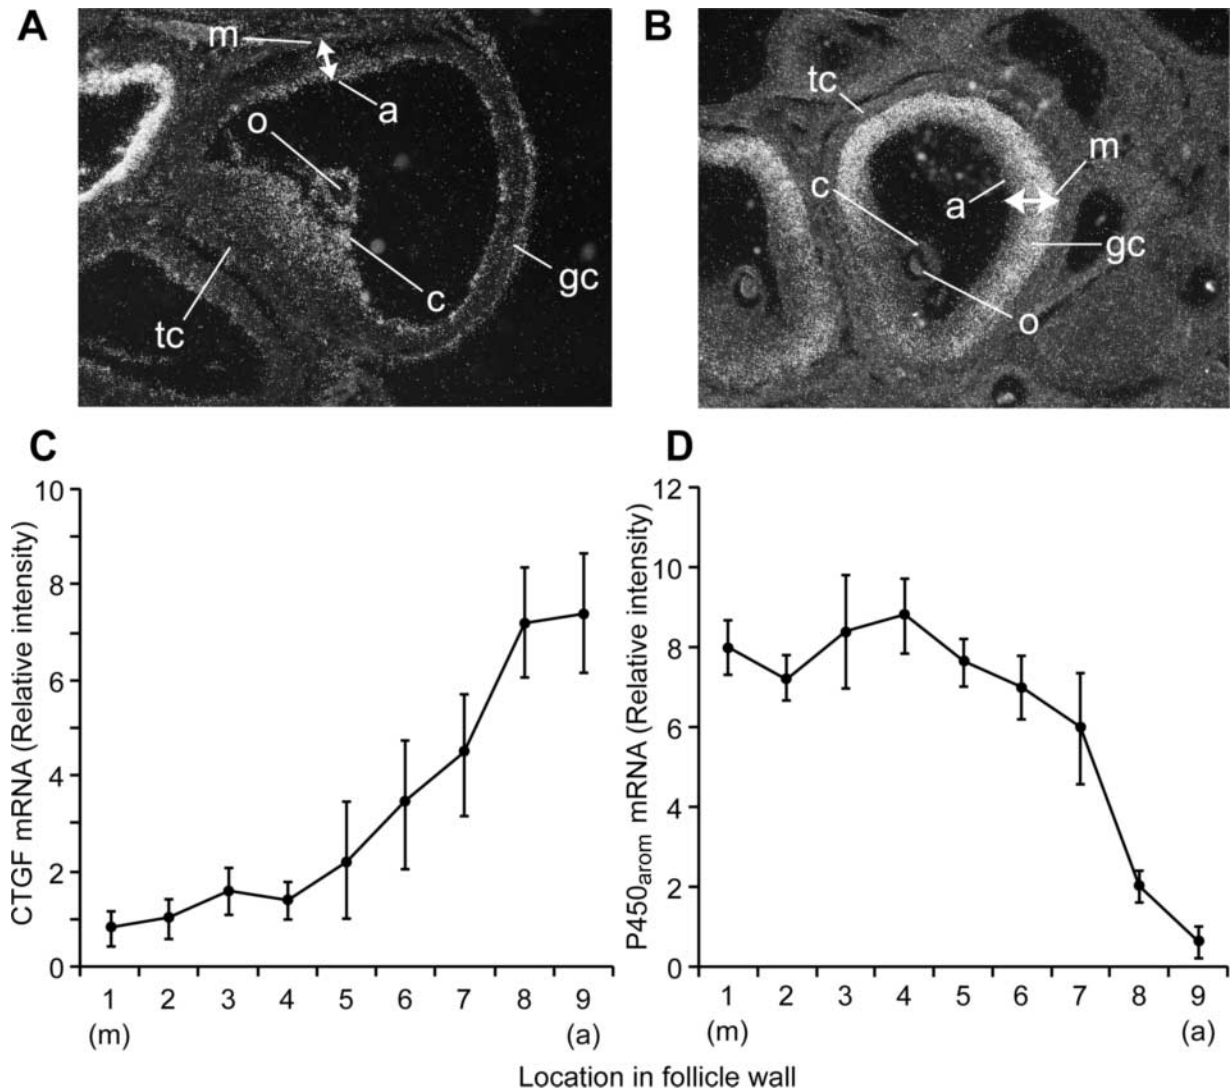 A
m
a
o
c
gc
tc
B
tc
m
c
a
gc
o
C
CTGF mRNA (Relative intensity)
10
8
6
4
2
0
1 2 3 4 5 6 7 8 9
(m) (a)
D
P450arom mRNA (Relative intensity)
12
10
8
6
4
2
0
1 2 3 4 5 6 7 8 9
(m) (a)
Location in follicle wall